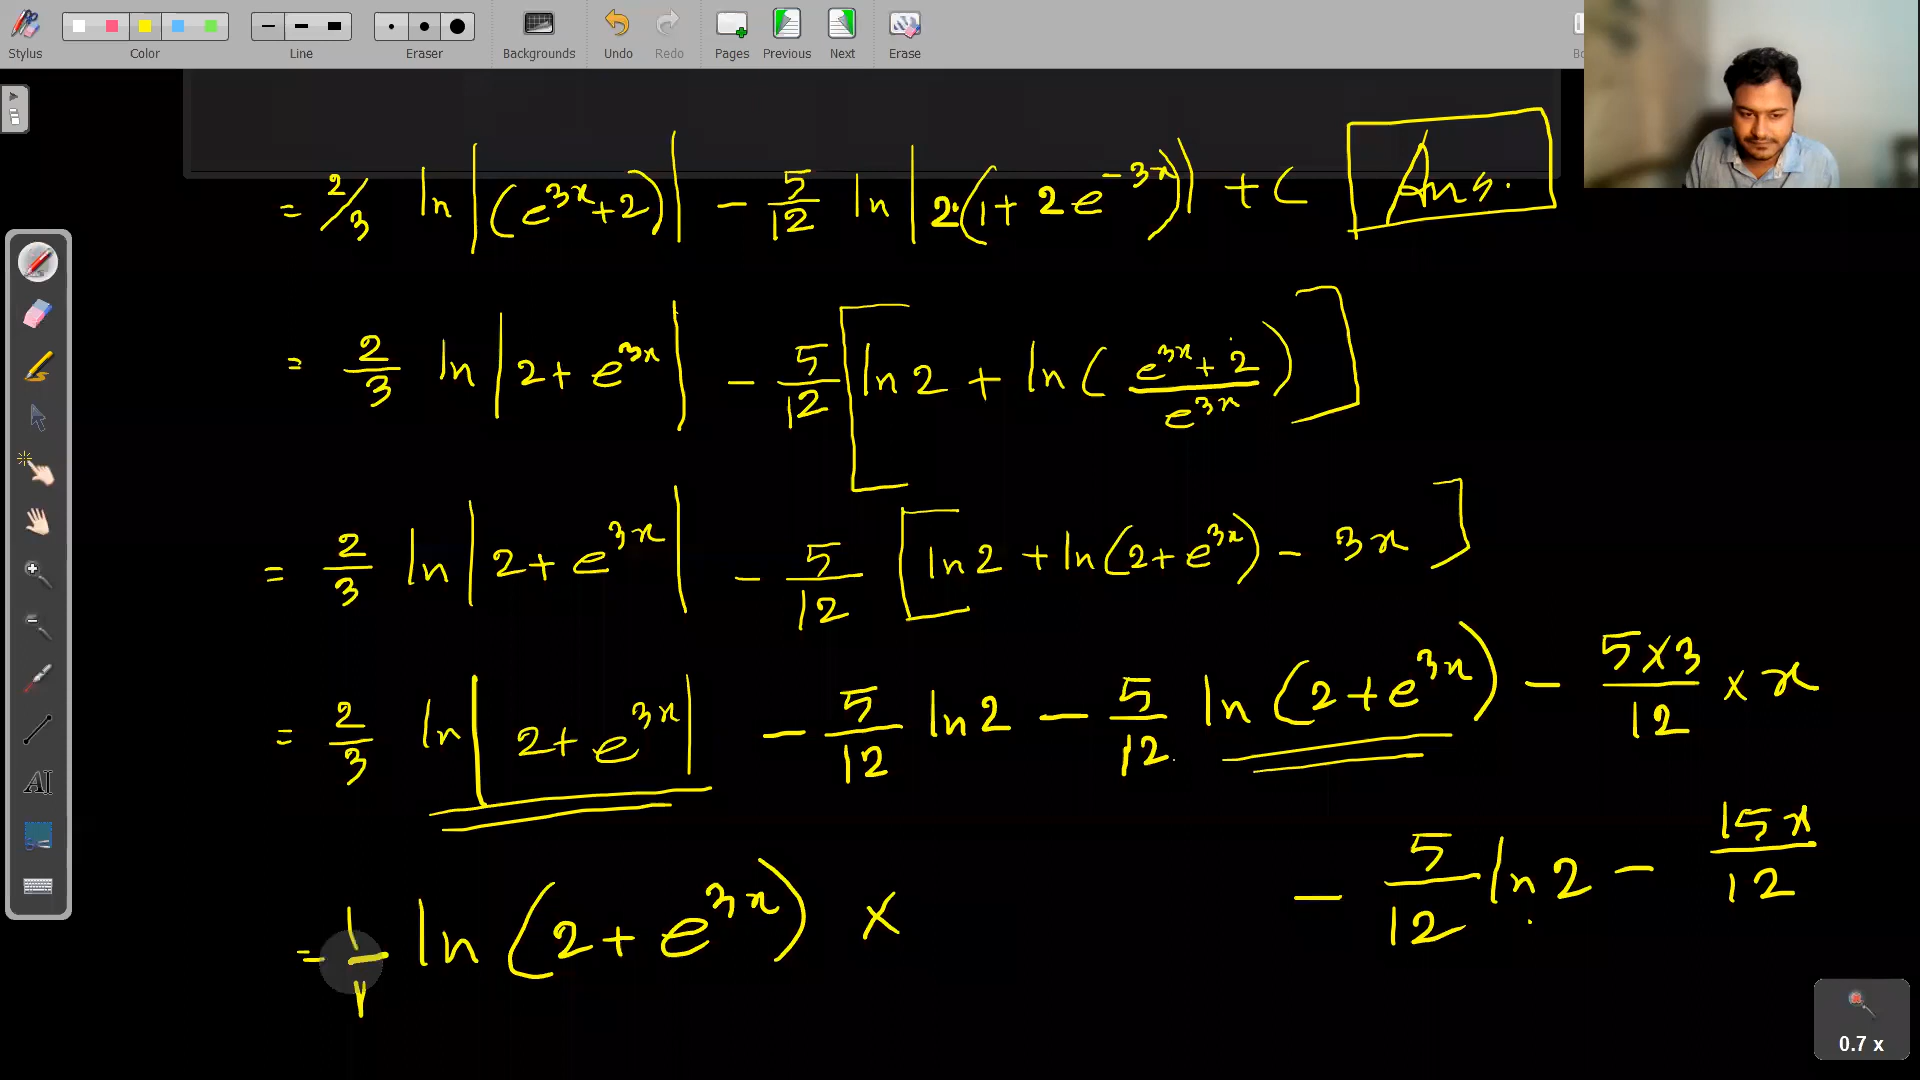 Stylus Color Line Eraser Backgrounds Undo Redo Pages Previous Next Erase
= 2/3 ln|(e^{3x}+2)| - 5/12 ln|2·(1+2e^{-3x})| + C Ans.
= 2/3 ln|2+e^{3x}| - 5/12 [ln 2 + ln((e^{3x}+2)/e^{3x})]
= 2/3 ln|2+e^{3x}| - 5/12 [ln 2 + ln(2+e^{3x}) - 3x]
= 2/3 ln|2+e^{3x}| - 5/12 ln 2 - 5/12 ln(2+e^{3x}) - (5×3)/12 × x
= ln(2+e^{3x}) × - 5/12 ln 2 - 15x/12
0.7 x